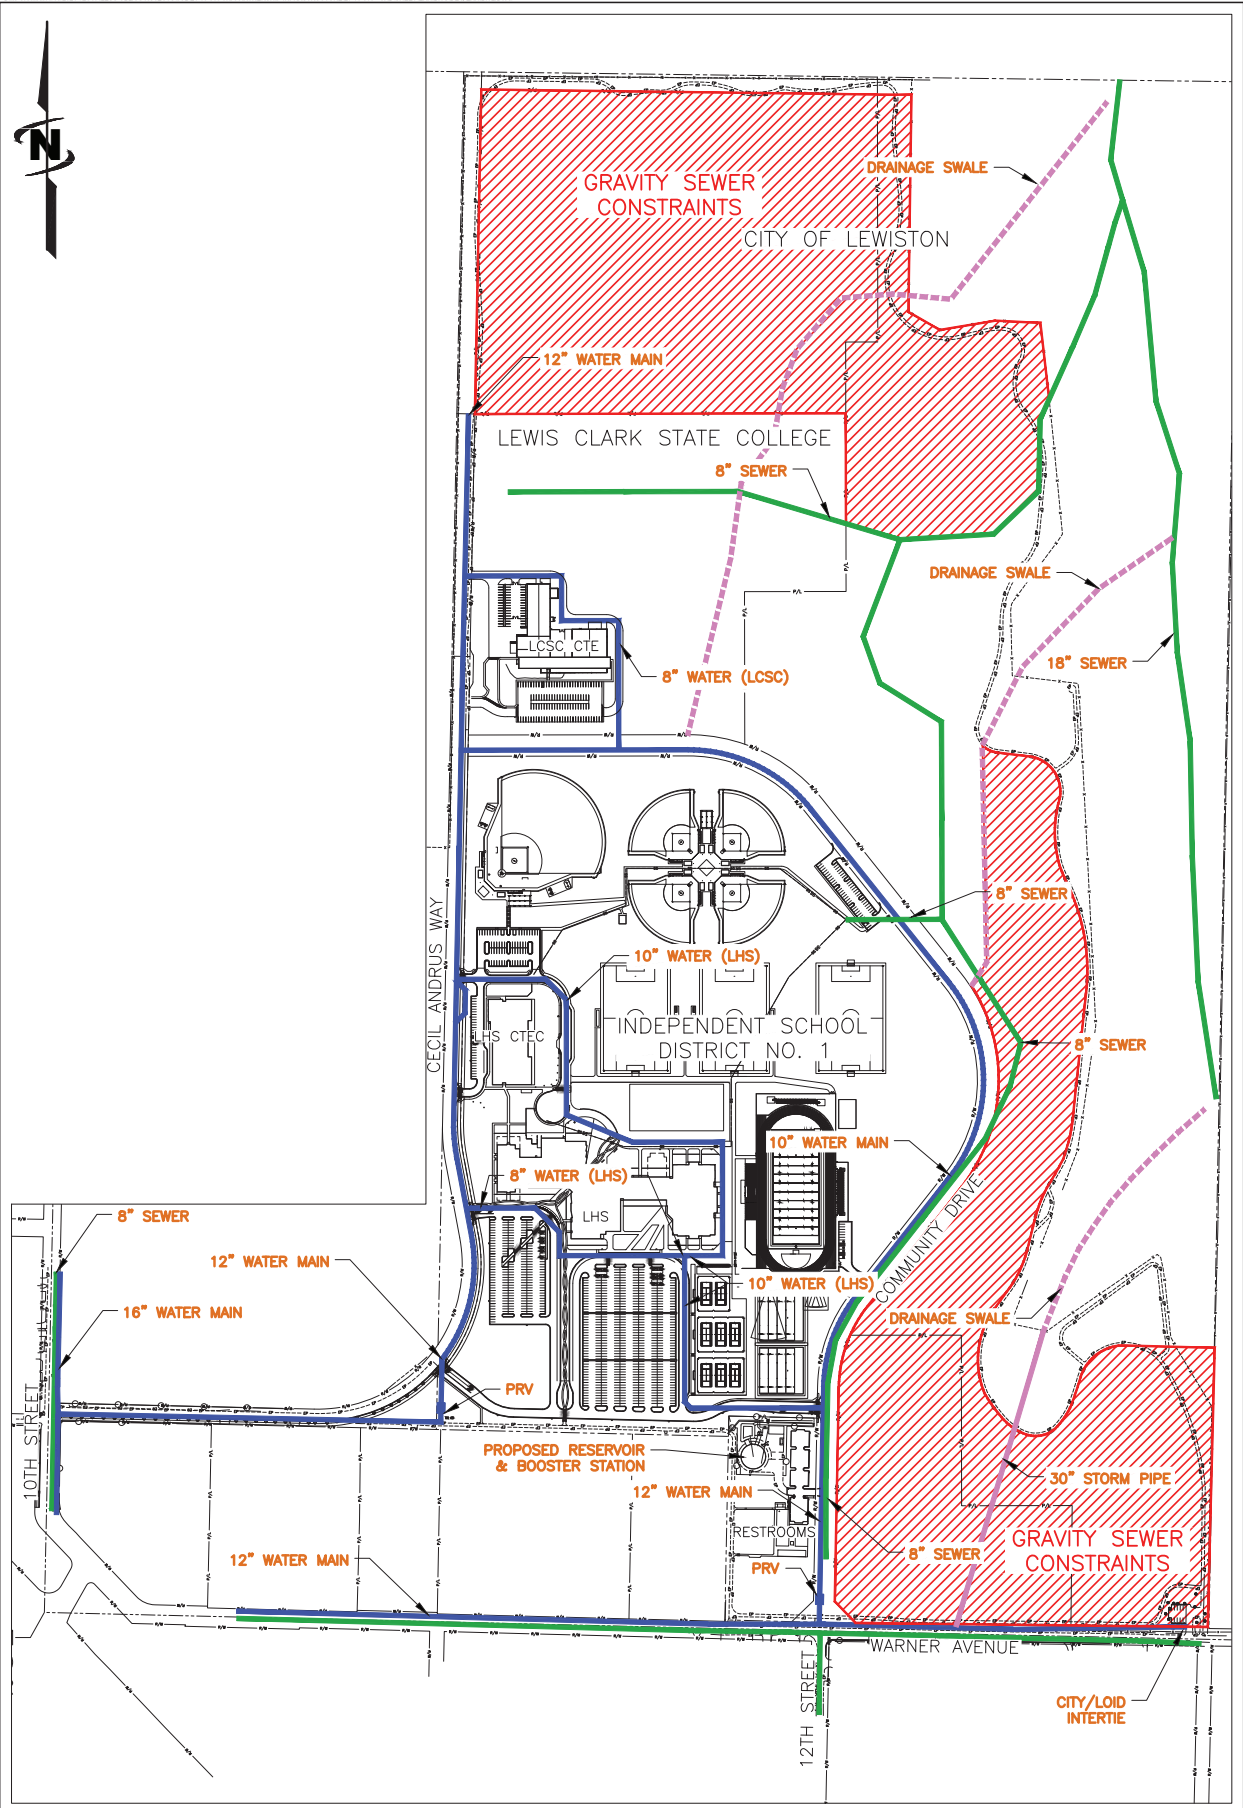 N
DRAINAGE SWALE
GRAVITY SEWER
CONSTRAINTS
CITY OF LEWISTON
12" WATER MAIN
LEWIS CLARK STATE COLLEGE
8" SEWER
DRAINAGE SWALE
P/L
P/L
P/L
LCSC CTE
18" SEWER
8" WATER (LCSC)
8" SEWER
CECIL ANDRUS WAY
10" WATER (LHS)
INDEPENDENT SCHOOL
DISTRICT NO. 1
LHS CTEC
8" SEWER
10" WATER MAIN
8" WATER (LHS)
LHS
COMMUNITY DRIVE
8" SEWER
12" WATER MAIN
10" WATER (LHS)
16" WATER MAIN
DRAINAGE SWALE
PRV
10TH STREET
PROPOSED RESERVOIR
& BOOSTER STATION
30" STORM PIPE
12" WATER MAIN
RESTROOMS
GRAVITY SEWER
CONSTRAINTS
8" SEWER
12" WATER MAIN
PRV
WARNER AVENUE
12TH STREET
CITY/LOID
INTERTIE